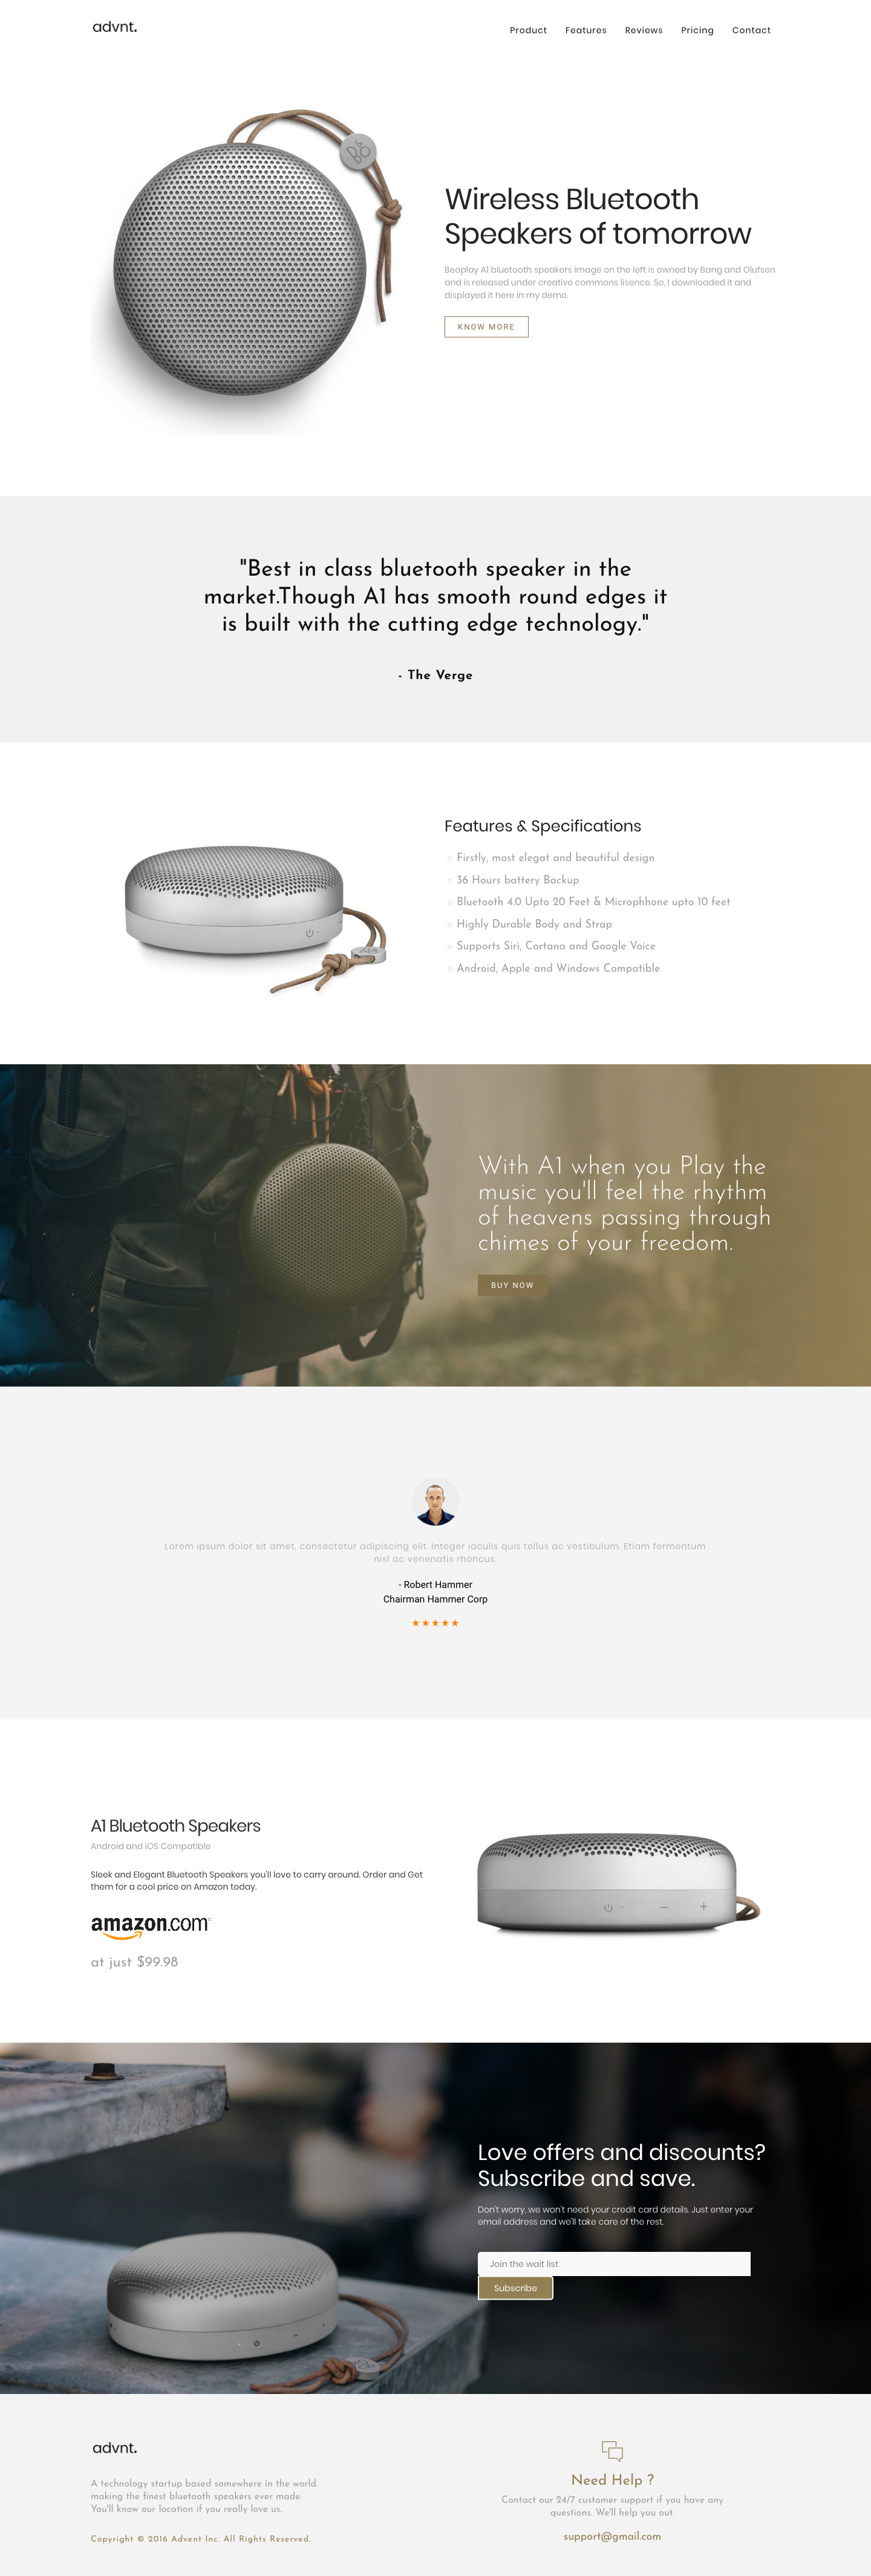 advnt.
Product Features Reviews Pricing Contact
Wireless Bluetooth
Speakers of tomorrow
Beoplay A1 bluetooth speakers image on the left is owned by Bang and Olufsen
and is released under creative commons lisence. So, I downloaded it and
displayed it here in my demo.
KNOW MORE
"Best in class bluetooth speaker in the
market.Though A1 has smooth round edges it
is built with the cutting edge technology."
- The Verge
Features & Specifications
Firstly, most elegat and beautiful design
36 Hours battery Backup
Bluetooth 4.0 Upto 20 Feet & Microphhone upto 10 feet
Highly Durable Body and Strap
Supports Siri, Cortana and Google Voice
Android, Apple and Windows Compatible
With A1 when you Play the
music you'll feel the rhythm
of heavens passing through
chimes of your freedom.
BUY NOW
Lorem ipsum dolor sit amet, consectetur adipiscing elit. Integer iaculis quis tellus ac vestibulum. Etiam fermentum
nisl ac venenatis rhoncus.
- Robert Hammer
Chairman Hammer Corp
★★★★★
A1 Bluetooth Speakers
Android and iOS Compatible
Sleek and Elegant Bluetooth Speakers you'll love to carry around. Order and Get
them for a cool price on Amazon today.
amazon.com
at just $99.98
Love offers and discounts?
Subscribe and save.
Don't worry, we won't need your credit card details. Just enter your
email address and we'll take care of the rest.
Join the wait list
Subscribe
advnt.
A technology startup based somewhere in the world.
making the finest bluetooth speakers ever made.
You'll know our location if you really love us.
Copyright © 2016 Advent Inc. All Rights Reserved.
Need Help ?
Contact our 24/7 customer support if you have any
questions. We'll help you out.
support@gmail.com